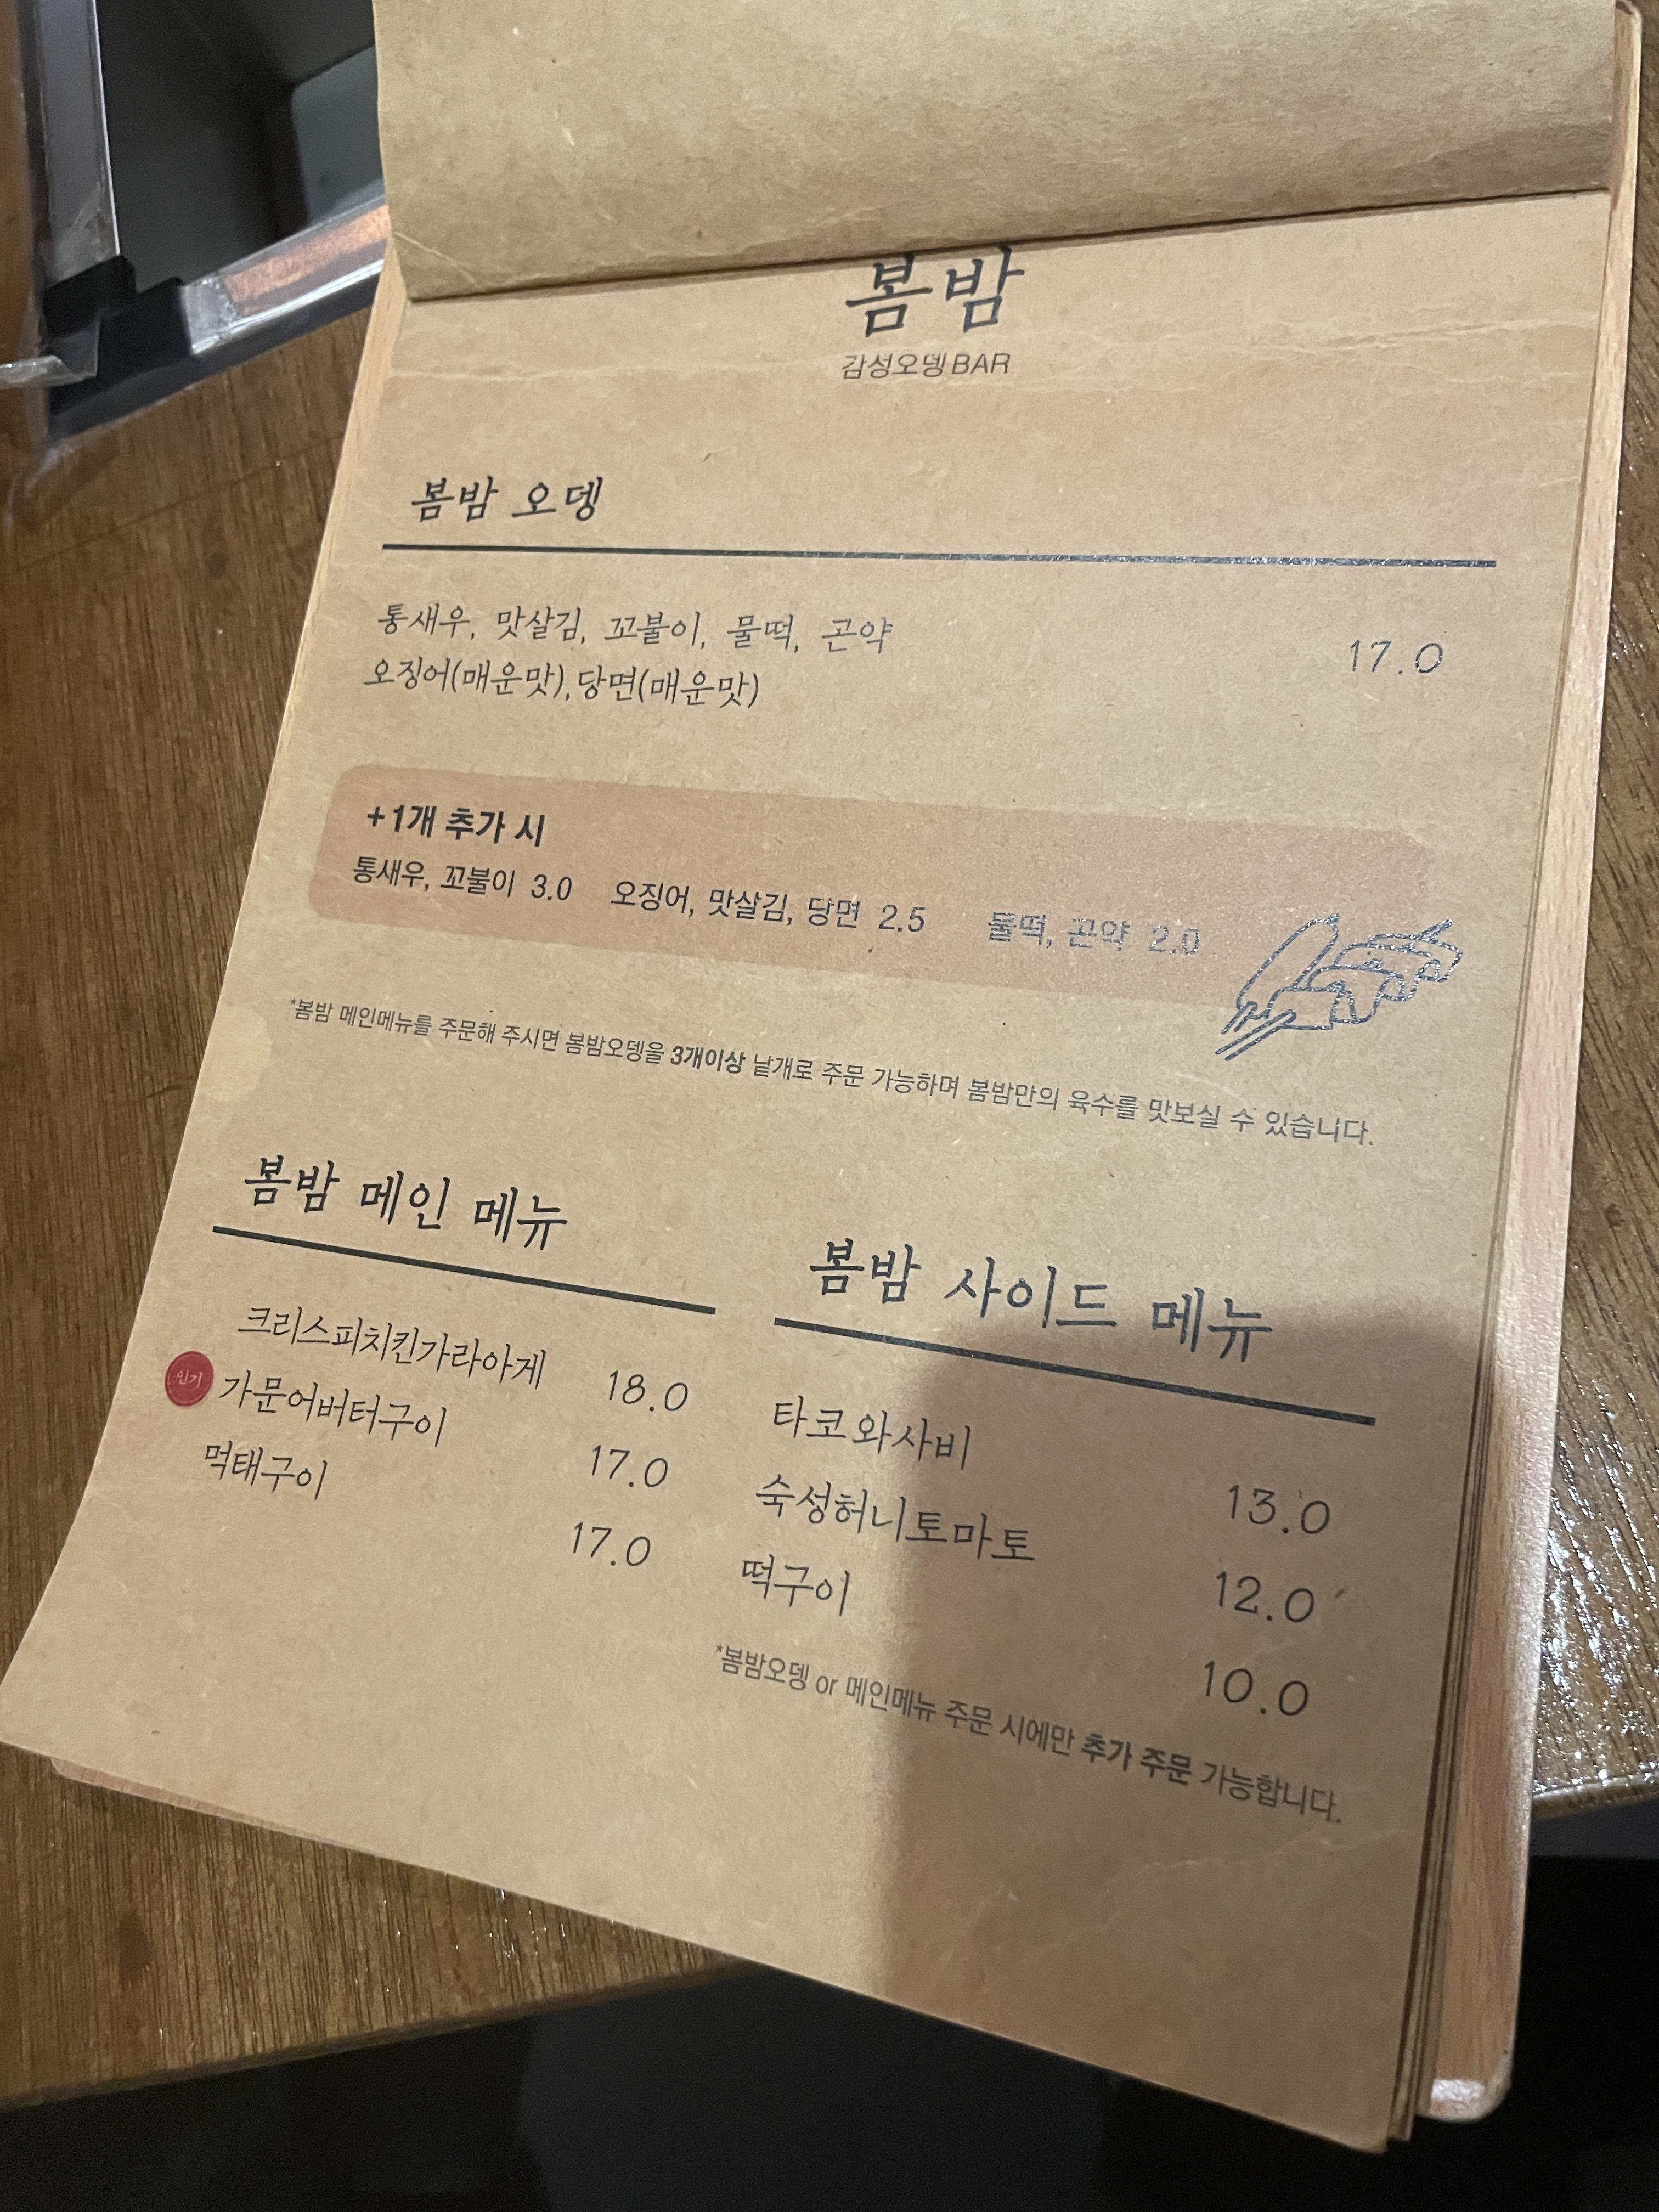 봄밤
감성오뎅BAR
봄밤 오뎅
통새우, 맛살김, 꼬불이, 물떡, 곤약
오징어(매운맛),당면(매운맛)
17.0
+1개 추가 시
통새우, 꼬불이 3.0 오징어, 맛살김, 당면 2.5 물떡, 곤약 2.0
*봄밤 메인메뉴를 주문해 주시면 봄밤오뎅을 3개이상 낱개로 주문 가능하며 봄밤만의 육수를 맛보실 수 있습니다.
봄밤 메인 메뉴
크리스피치킨가라아게 18.0
인기 가문어버터구이 17.0
먹태구이 17.0
봄밤 사이드 메뉴
타코와사비 13.0
숙성허니토마토 12.0
떡구이 10.0
*봄밤오뎅 or 메인메뉴 주문 시에만 추가 주문 가능합니다.